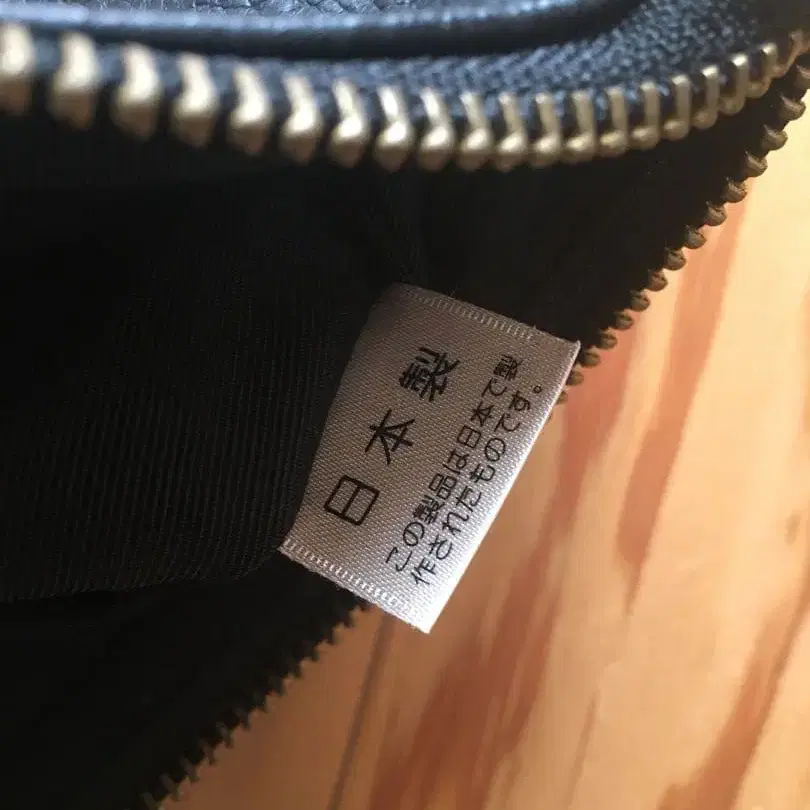 日本製
この製品は日本で製
作されたものです。